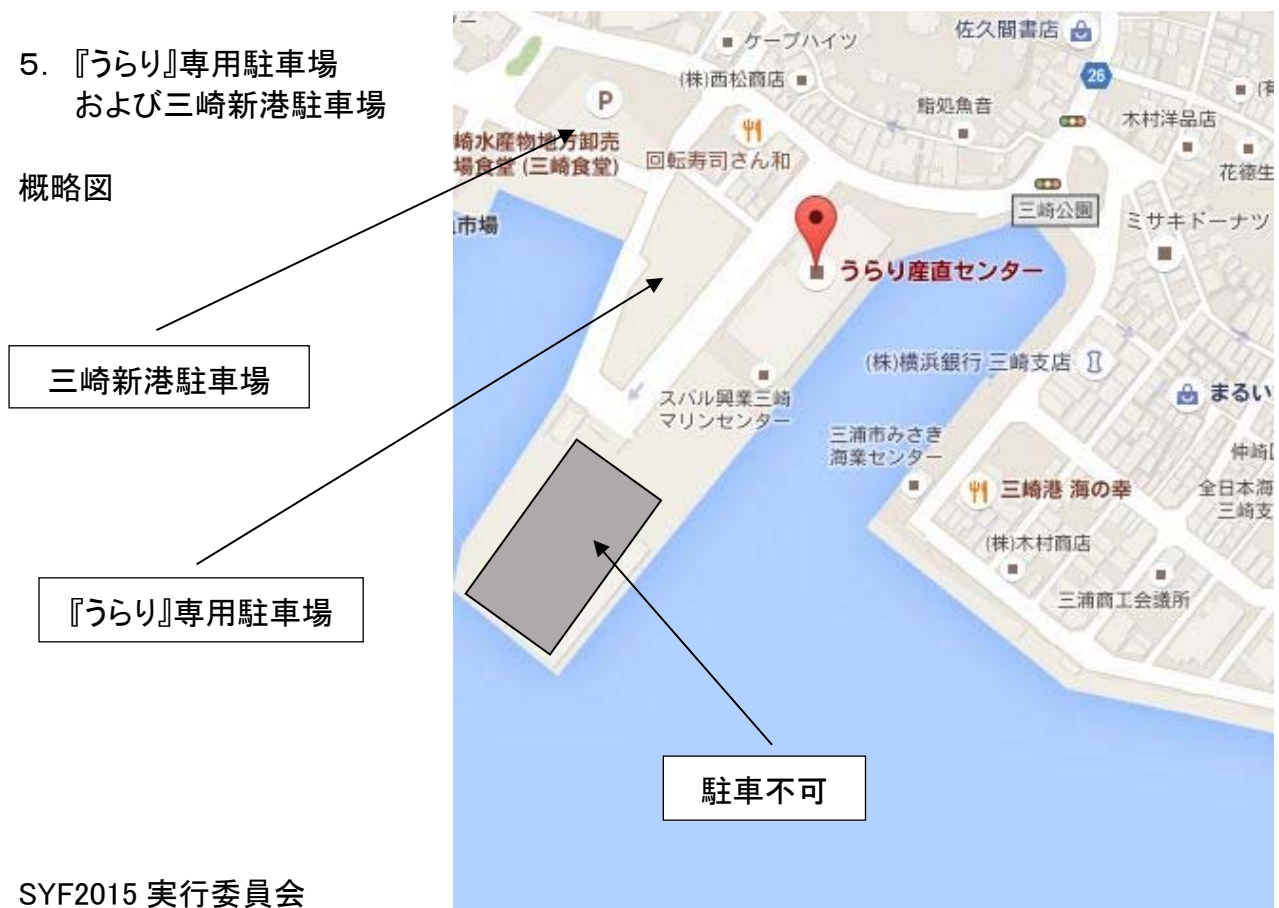 5．『うらり』専用駐車場
および三崎新港駐車場
概略図
三崎新港駐車場
『うらり』専用駐車場
駐車不可
SYF2015 実行委員会
ケープハイツ
佐久間書店
(株)西松商店
26
P
鮨処魚音
木村洋品店
崎水産物地方卸売
場食堂 (三崎食堂)
回転寿司さん和
三崎公園
ミサキドーナツ
市場
うらり産直センター
(株)横浜銀行 三崎支店
スバル興業三崎
マリンセンター
まるい
三浦市みさき
海業センター
三崎港 海の幸
全日本海
三崎支
(株)木村商店
三浦商工会議所